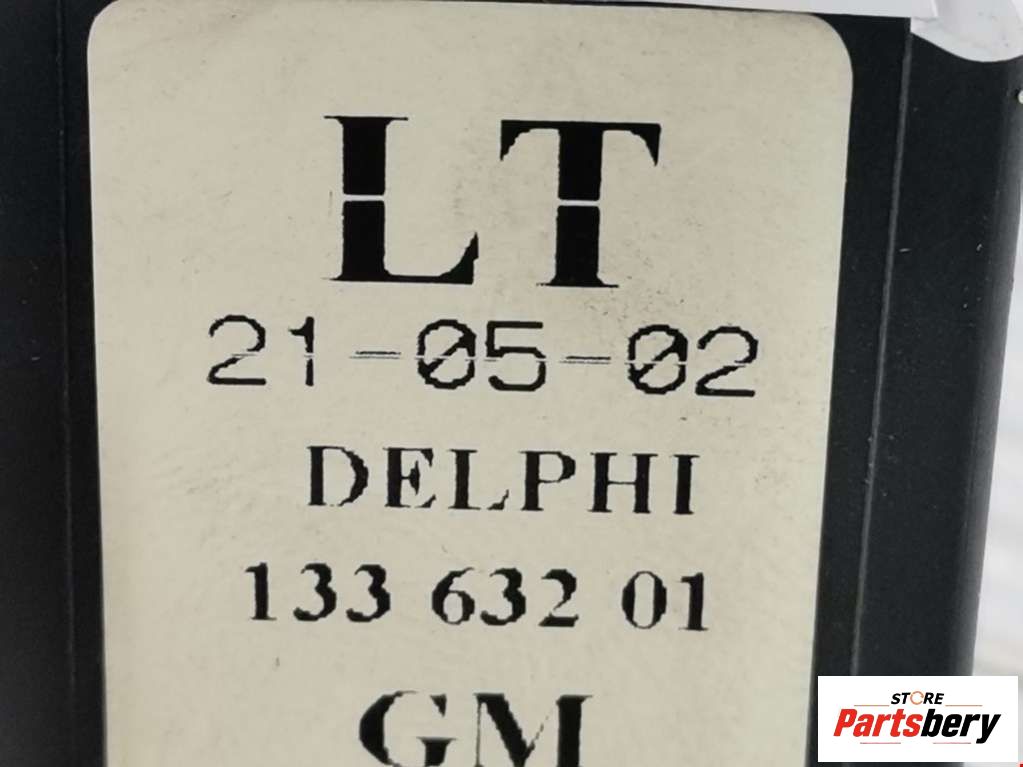 LT
21-05-02
DELPHI
133 632 01
GM
STORE
Partsbery